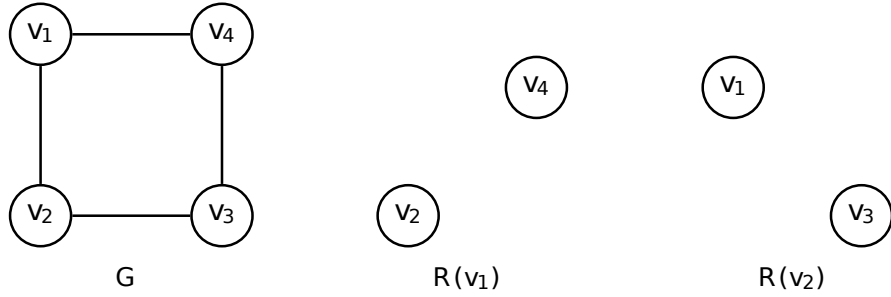 v₁ v₄
v₄ v₁
v₂ v₃ v₂ v₃
G R(v₁) R(v₂)